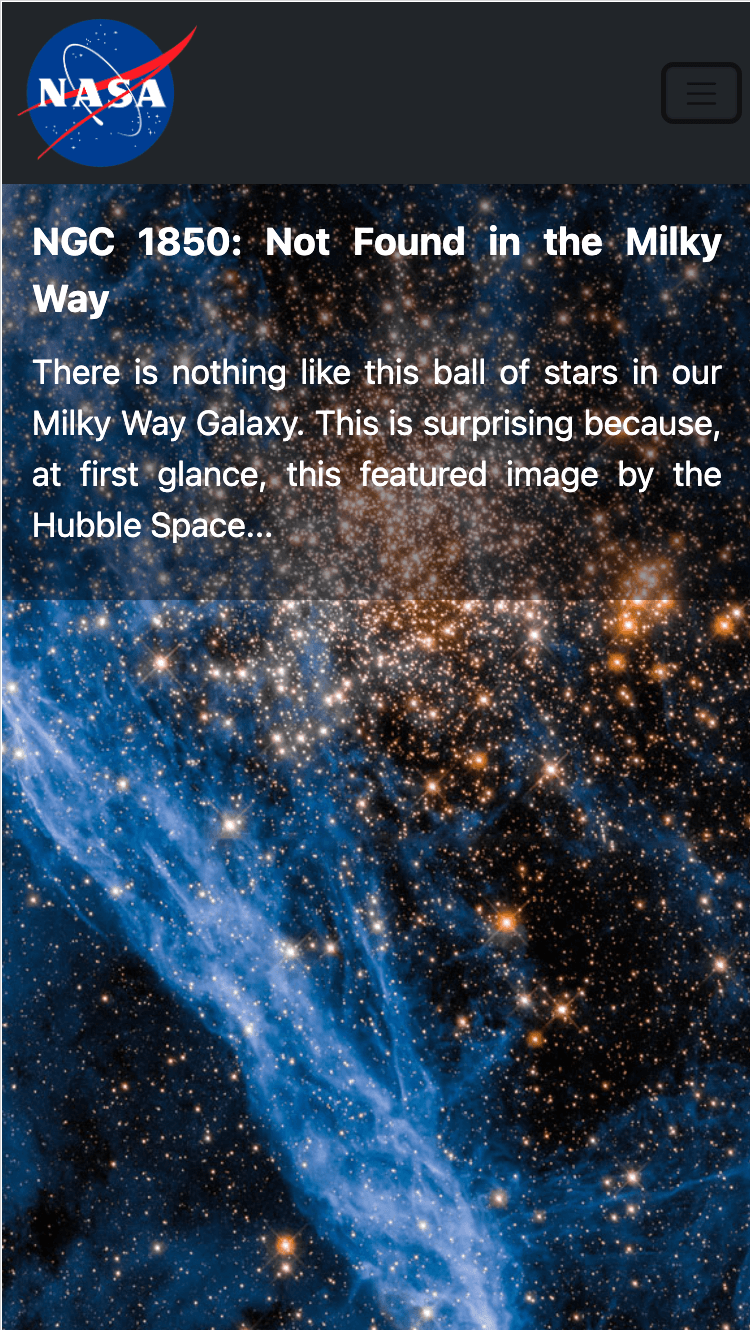 NASA
NGC 1850: Not Found in the Milky
Way
There is nothing like this ball of stars in our
Milky Way Galaxy. This is surprising because,
at first glance, this featured image by the
Hubble Space...